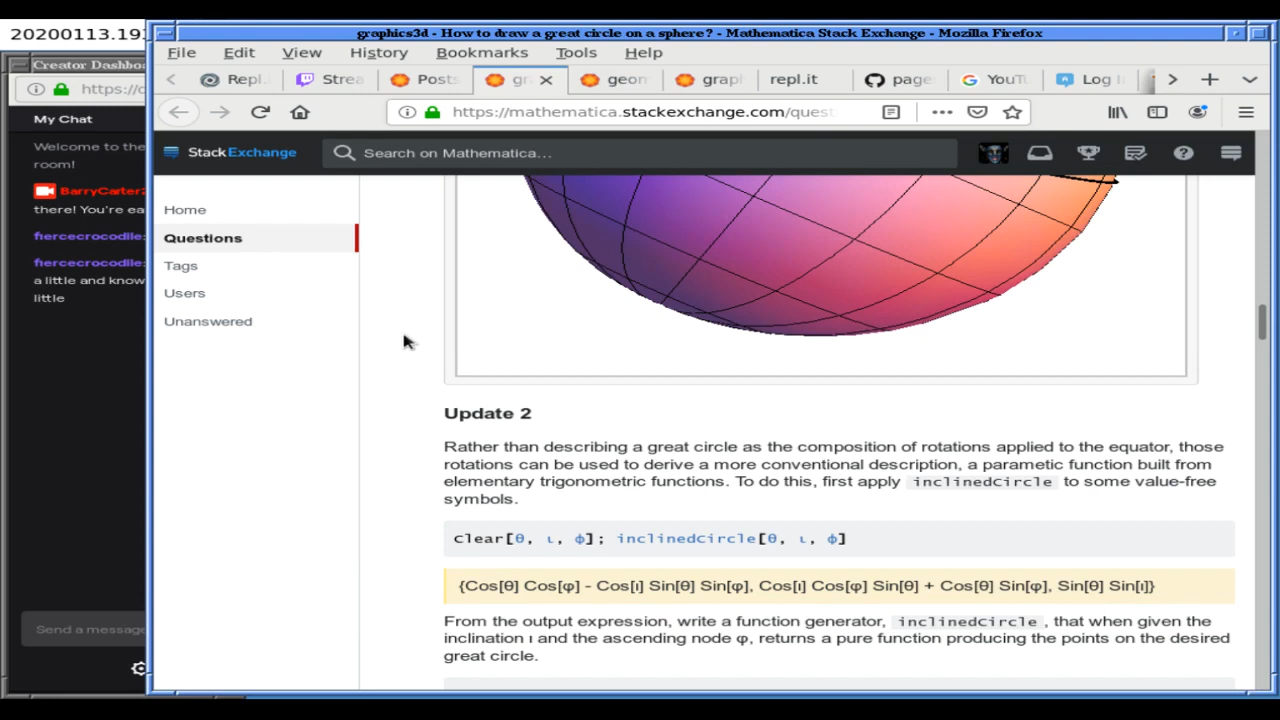 20200113.19
graphics3d - How to draw a great circle on a sphere? - Mathematica Stack Exchange - Mozilla Firefox
File Edit View History Bookmarks Tools Help
Creator Dashbo
Repl. Strea Posts gr geom grap repl.it page YouTu Log I
https://
https://mathematica.stackexchange.com/quest
My Chat
StackExchange
Search on Mathematica...
Welcome to the
room!
BarryCarter
there! You're ea
fiercecrocodile:
fiercecrocodile:
a little and know
little
Home
Questions
Tags
Users
Unanswered
Update 2
Rather than describing a great circle as the composition of rotations applied to the equator, those
rotations can be used to derive a more conventional description, a parametic function built from
elementary trigonometric functions. To do this, first apply inclinedCircle to some value-free
symbols.
Clear[θ, ι, ϕ]; inclinedCircle[θ, ι, ϕ]
{Cos[θ] Cos[φ] - Cos[ı] Sin[θ] Sin[φ], Cos[ı] Cos[φ] Sin[θ] + Cos[θ] Sin[φ], Sin[θ] Sin[ı]}
From the output expression, write a function generator, inclinedCircle, that when given the
inclination ı and the ascending node φ, returns a pure function producing the points on the desired
great circle.
Send a message